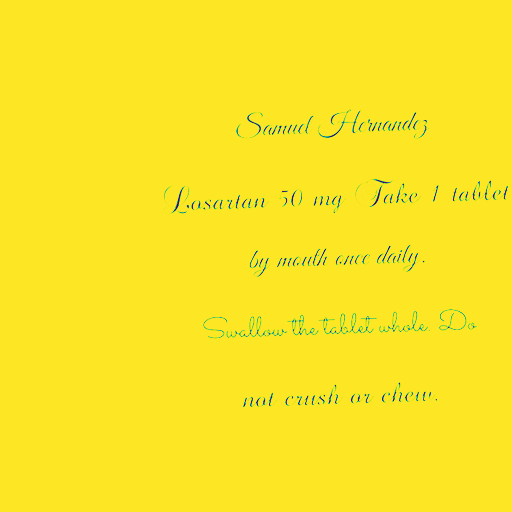 Samuel Hernandez
Losartan 50 mg Take 1 tablet
by mouth once daily.
Swallow the tablet whole. Do
not crush or chew.